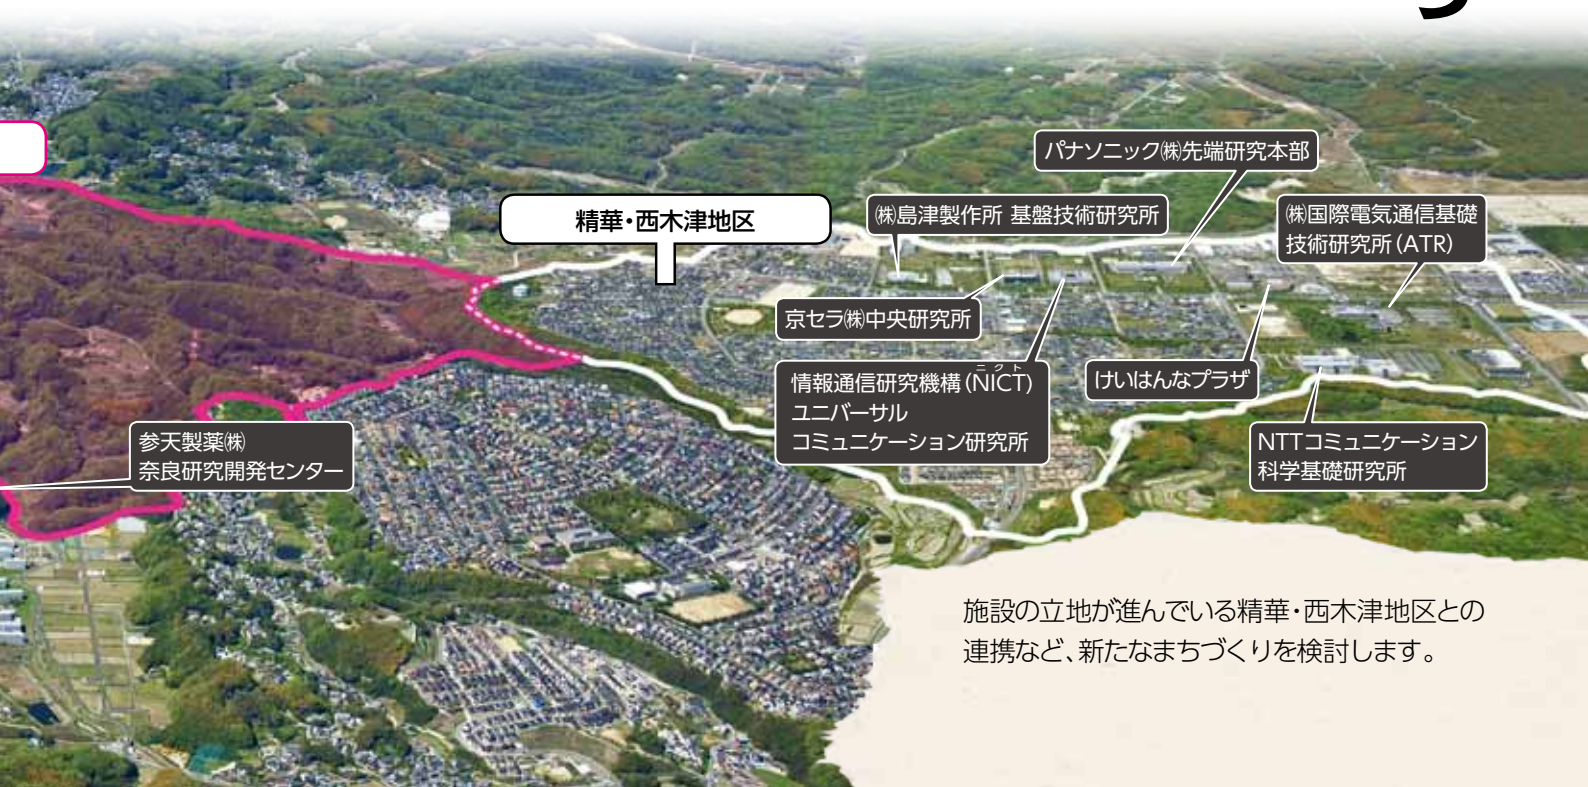 パナソニック㈱先端研究本部
精華・西木津地区
㈱島津製作所 基盤技術研究所
㈱国際電気通信基礎
技術研究所(ATR)
京セラ㈱中央研究所
ニクト
情報通信研究機構(NICT)
ユニバーサル
コミュニケーション研究所
けいはんなプラザ
参天製薬㈱
奈良研究開発センター
NTTコミュニケーション
科学基礎研究所
施設の立地が進んでいる精華・西木津地区との
連携など、新たなまちづくりを検討します。